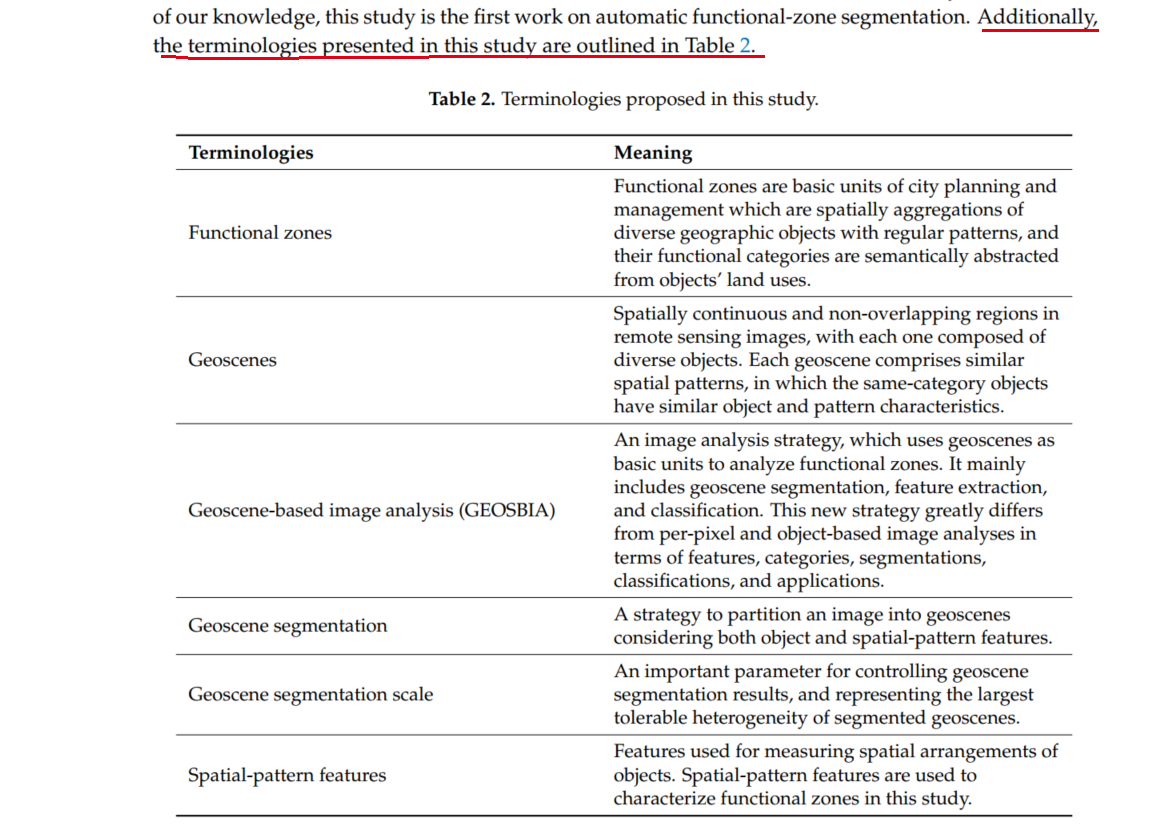 of our knowledge, this study is the first work on automatic functional-zone segmentation. Additionally,
the terminologies presented in this study are outlined in Table 2.
Table 2. Terminologies proposed in this study.
Terminologies
Meaning
Functional zones
Functional zones are basic units of city planning and
management which are spatially aggregations of
diverse geographic objects with regular patterns, and
their functional categories are semantically abstracted
from objects’ land uses.
Geoscenes
Spatially continuous and non-overlapping regions in
remote sensing images, with each one composed of
diverse objects. Each geoscene comprises similar
spatial patterns, in which the same-category objects
have similar object and pattern characteristics.
Geoscene-based image analysis (GEOSBIA)
An image analysis strategy, which uses geoscenes as
basic units to analyze functional zones. It mainly
includes geoscene segmentation, feature extraction,
and classification. This new strategy greatly differs
from per-pixel and object-based image analyses in
terms of features, categories, segmentations,
classifications, and applications.
Geoscene segmentation
A strategy to partition an image into geoscenes
considering both object and spatial-pattern features.
Geoscene segmentation scale
An important parameter for controlling geoscene
segmentation results, and representing the largest
tolerable heterogeneity of segmented geoscenes.
Spatial-pattern features
Features used for measuring spatial arrangements of
objects. Spatial-pattern features are used to
characterize functional zones in this study.